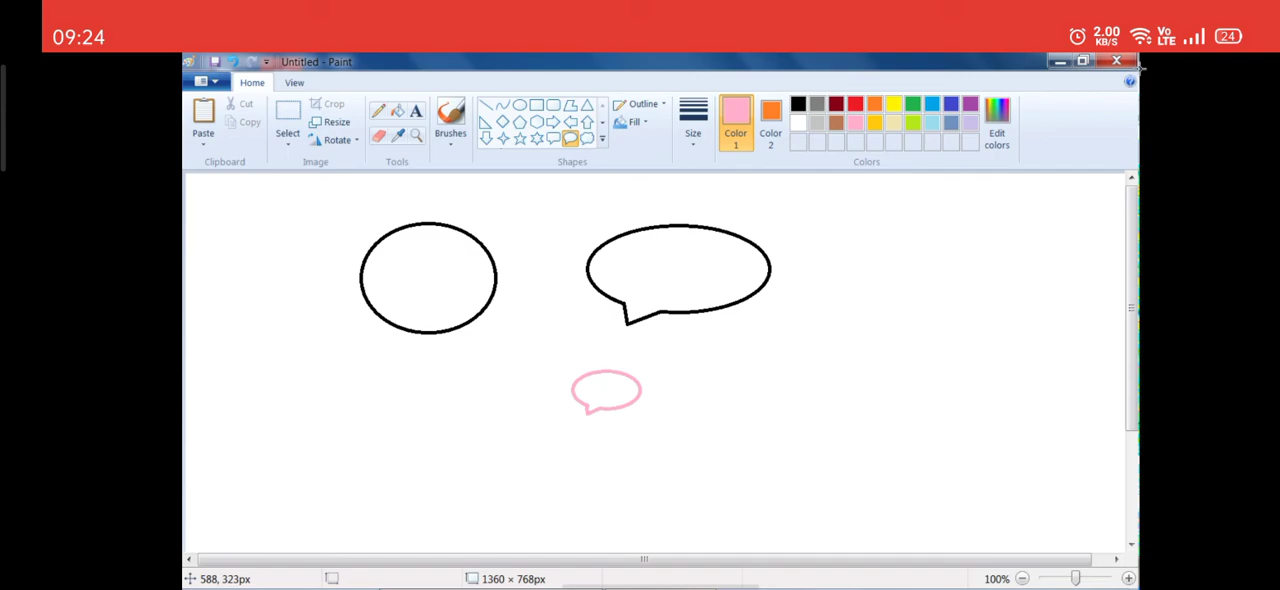 09:24 2.00 KB/S Vo LTE 24
Untitled - Paint
Home View
Cut
Copy
Paste
Select
Crop
Resize
Rotate
A
Brushes
Outline
Fill
Size
Color 1
Color 2
Edit colors
Clipboard Image Tools Shapes Colors
588, 323px 1360 × 768px 100%